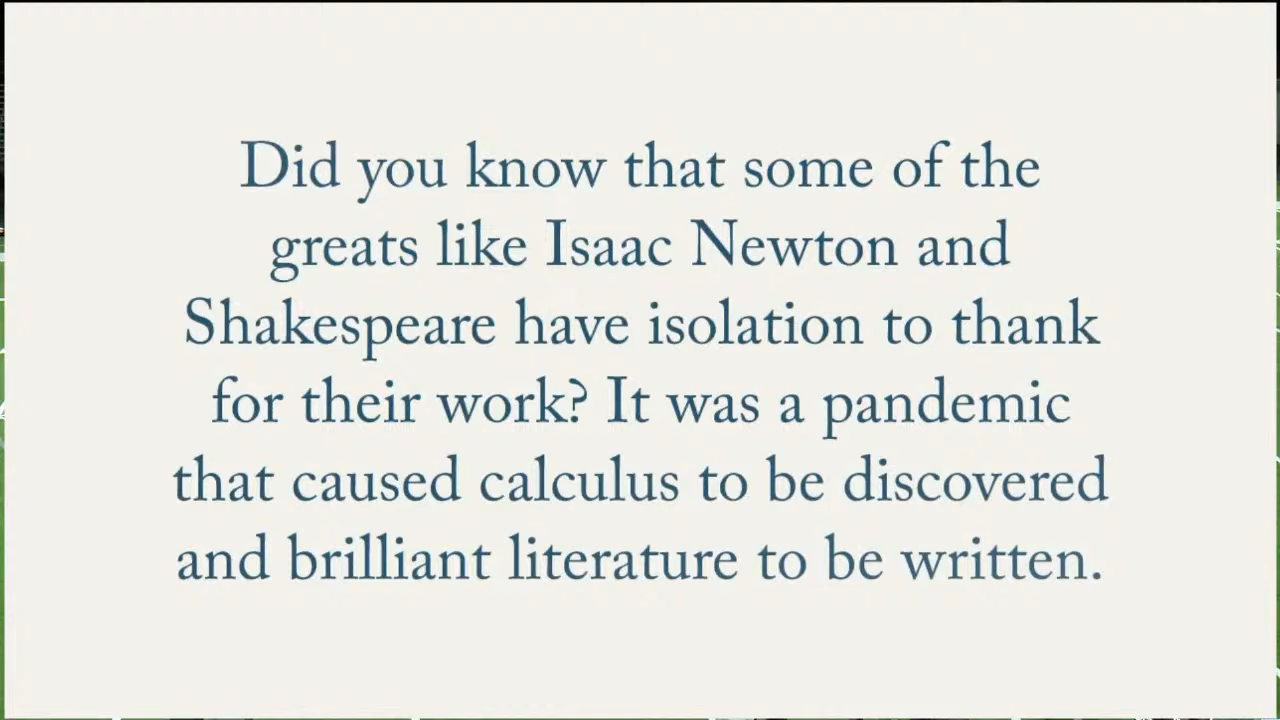 Did you know that some of the
greats like Isaac Newton and
Shakespeare have isolation to thank
for their work? It was a pandemic
that caused calculus to be discovered
and brilliant literature to be written.